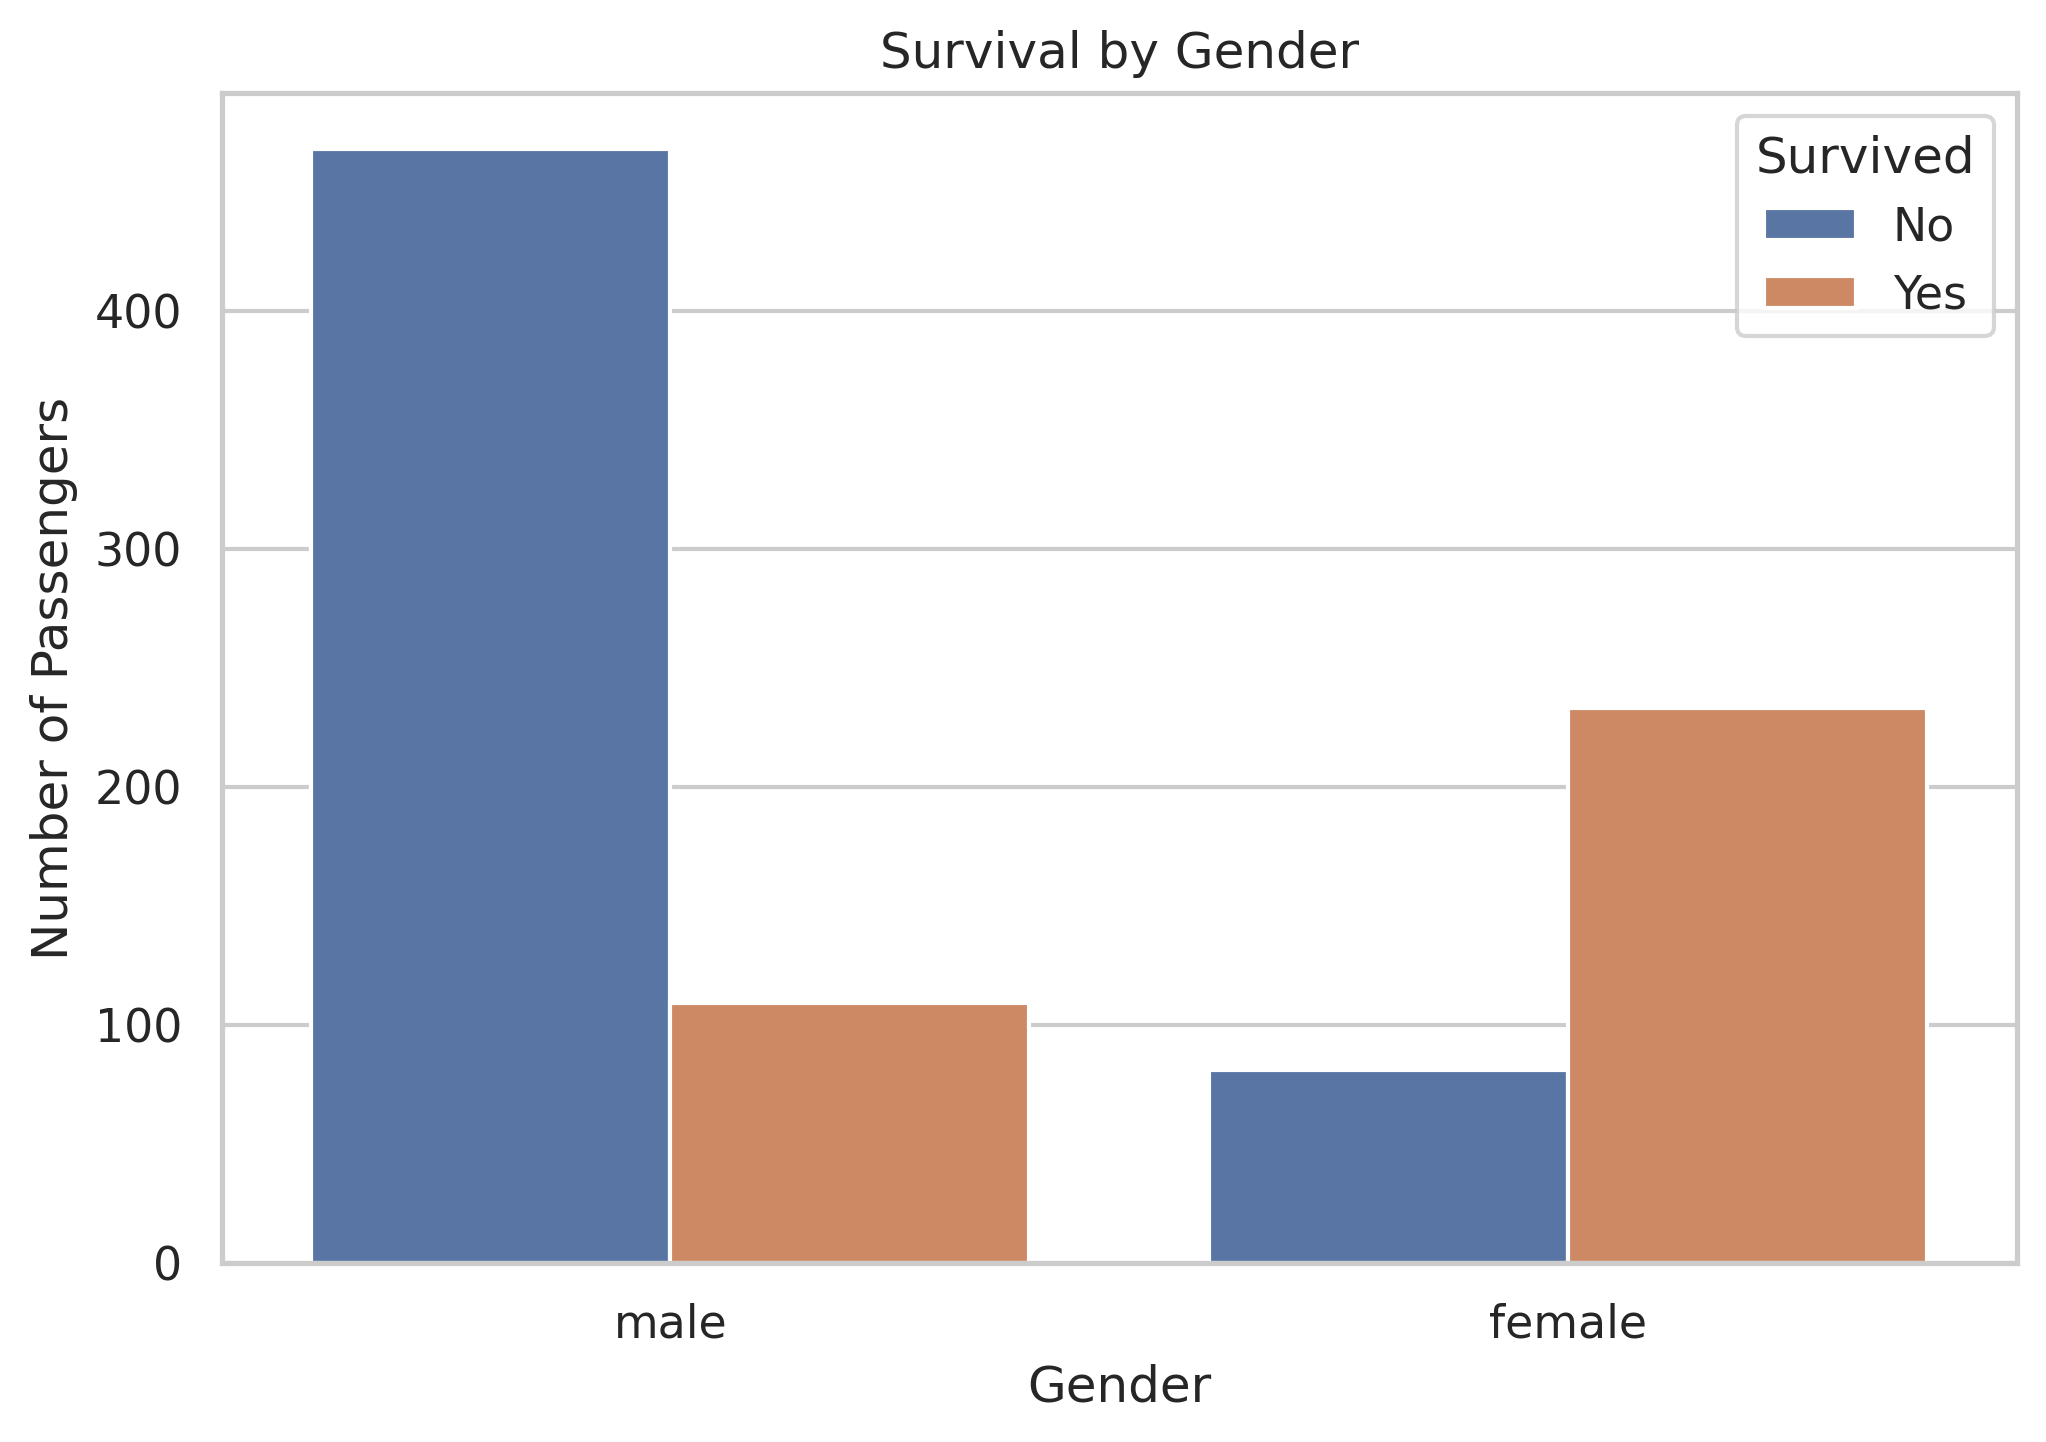 Survival by Gender
Survived
No
Yes
400
300
200
100
0
Number of Passengers
male female
Gender